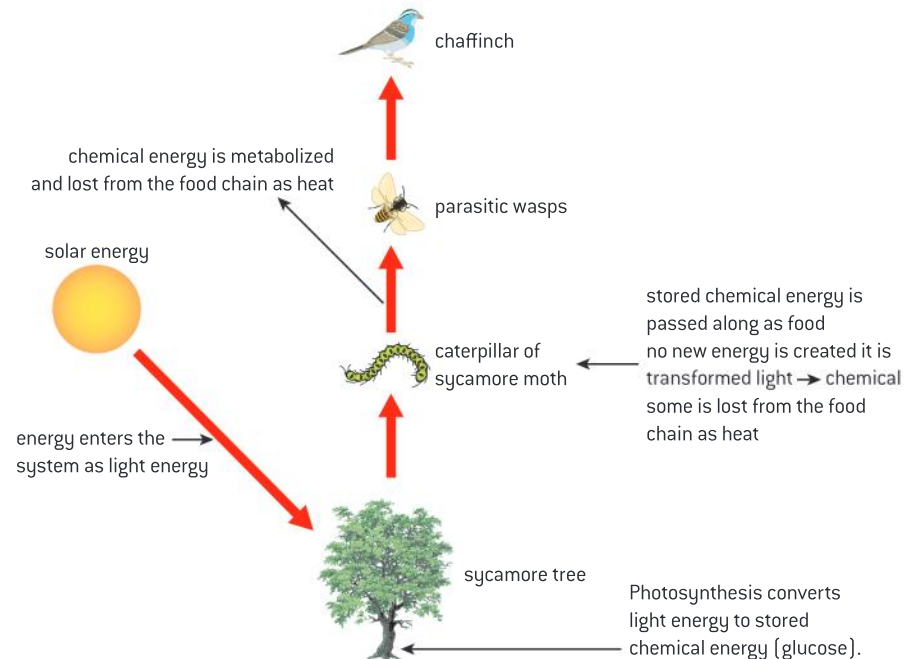 chaffinch
chemical energy is metabolized
and lost from the food chain as heat
parasitic wasps
solar energy
stored chemical energy is
passed along as food
no new energy is created it is
transformed light → chemical
some is lost from the food
chain as heat
caterpillar of
sycamore moth
energy enters the
system as light energy
sycamore tree
Photosynthesis converts
light energy to stored
chemical energy (glucose).